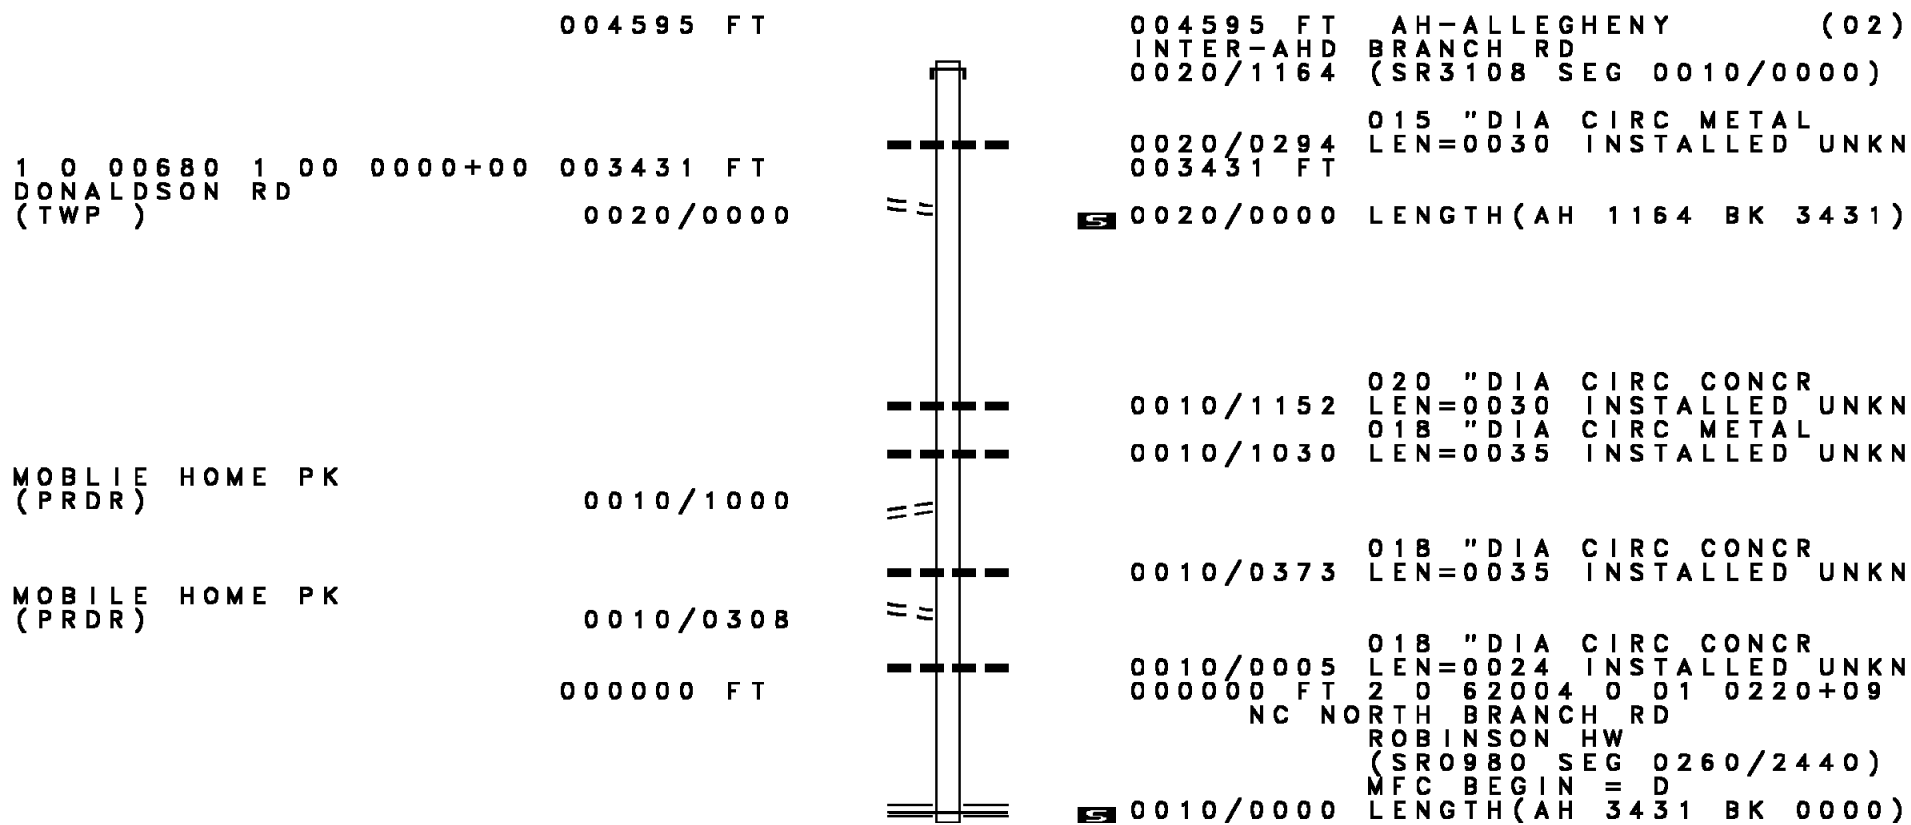 004595 FT 004595 FT AH-ALLEGHENY (02)
INTER-AHD BRANCH RD
0020/1164 (SR3108 SEG 0010/0000)
015 "DIA CIRC METAL
0020/0294 LEN=0030 INSTALLED UNKN
1 0 00680 1 00 0000+00 003431 FT 003431 FT
DONALDSON RD
(TWP ) 0020/0000 S 0020/0000 LENGTH(AH 1164 BK 3431)
020 "DIA CIRC CONCR
0010/1152 LEN=0030 INSTALLED UNKN
018 "DIA CIRC METAL
0010/1030 LEN=0035 INSTALLED UNKN
MOBLIE HOME PK
(PRDR) 0010/1000
018 "DIA CIRC CONCR
0010/0373 LEN=0035 INSTALLED UNKN
MOBILE HOME PK
(PRDR) 0010/0308
018 "DIA CIRC CONCR
0010/0005 LEN=0024 INSTALLED UNKN
000000 FT 000000 FT 2 0 62004 0 01 0220+09
NC NORTH BRANCH RD
ROBINSON HW
(SR0980 SEG 0260/2440)
MFC BEGIN = D
S 0010/0000 LENGTH(AH 3431 BK 0000)